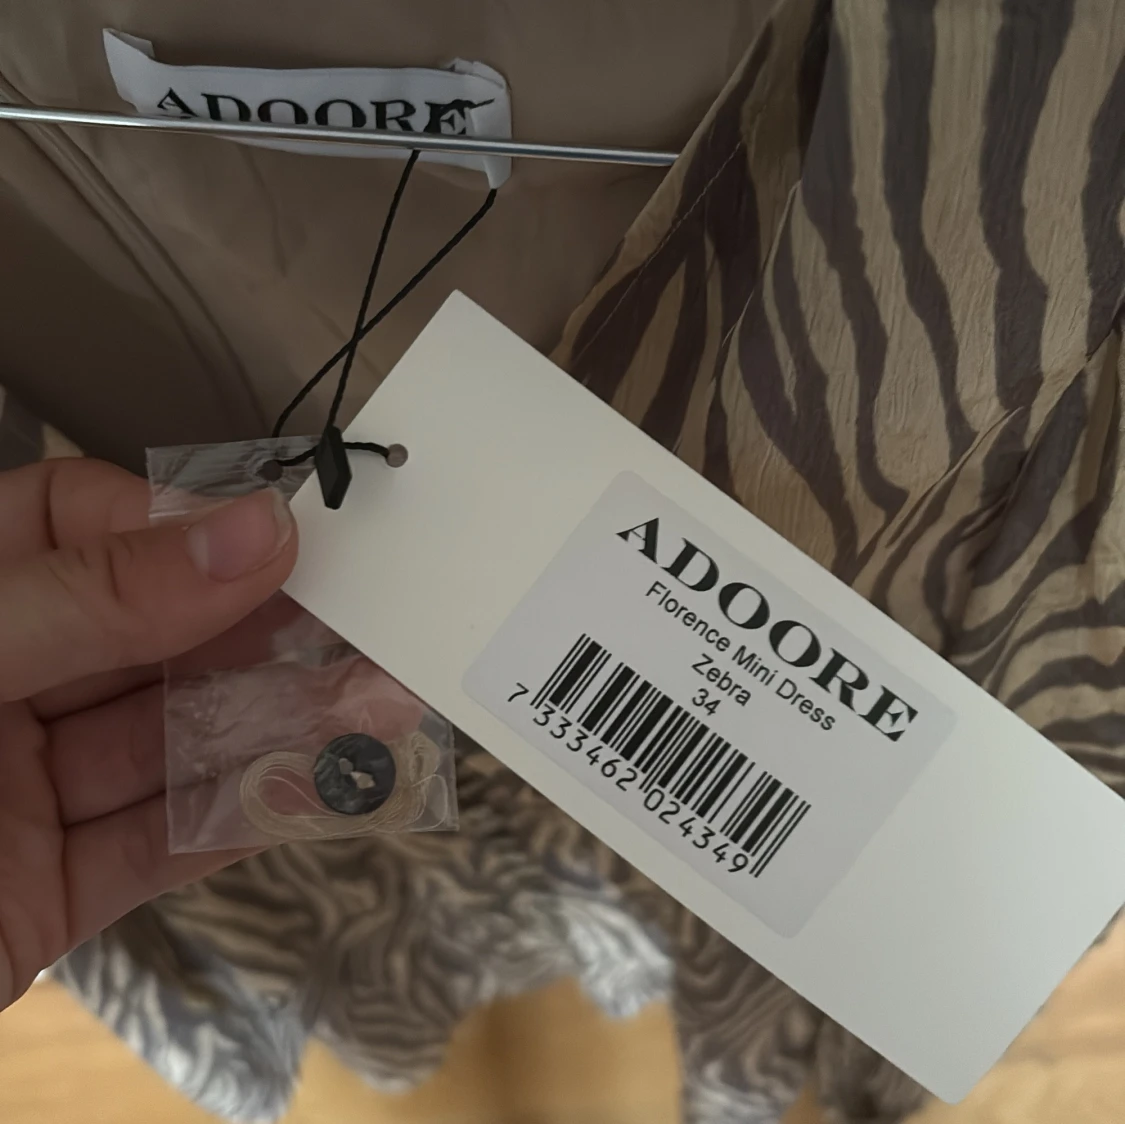 ADOORE
ADOORE
Florence Mini Dress
Zebra
34
7 333462 024349